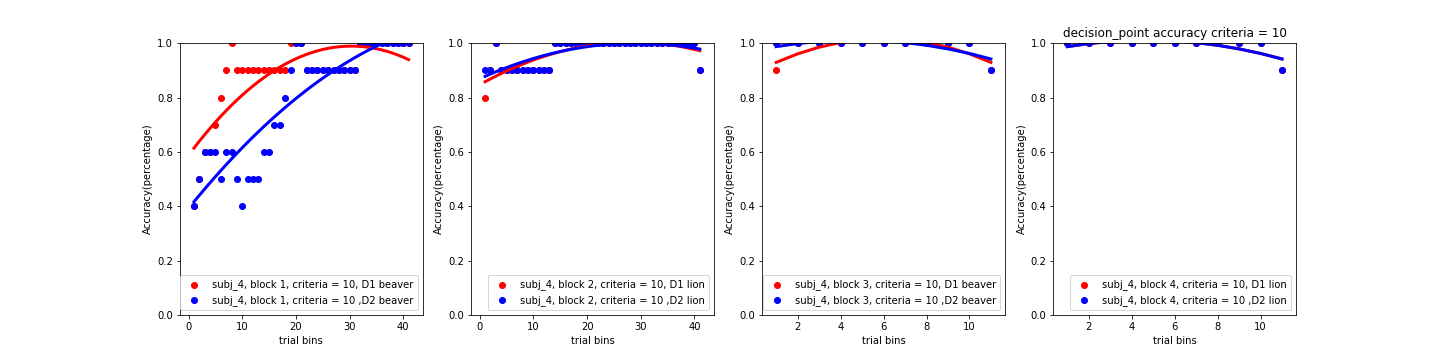 decision_point accuracy criteria = 10
1.0
0.8
0.6
0.4
0.2
0.0
Accuracy(percentage)
0 10 20 30 40
trial bins
subj_4, block 1, criteria = 10, D1 beaver
subj_4, block 1, criteria = 10 ,D2 beaver
1.0
0.8
0.6
0.4
0.2
0.0
Accuracy(percentage)
0 10 20 30 40
trial bins
subj_4, block 2, criteria = 10, D1 lion
subj_4, block 2, criteria = 10 ,D2 lion
1.0
0.8
0.6
0.4
0.2
0.0
Accuracy(percentage)
2 4 6 8 10
trial bins
subj_4, block 3, criteria = 10, D1 beaver
subj_4, block 3, criteria = 10 ,D2 beaver
1.0
0.8
0.6
0.4
0.2
0.0
Accuracy(percentage)
2 4 6 8 10
trial bins
subj_4, block 4, criteria = 10, D1 lion
subj_4, block 4, criteria = 10 ,D2 lion